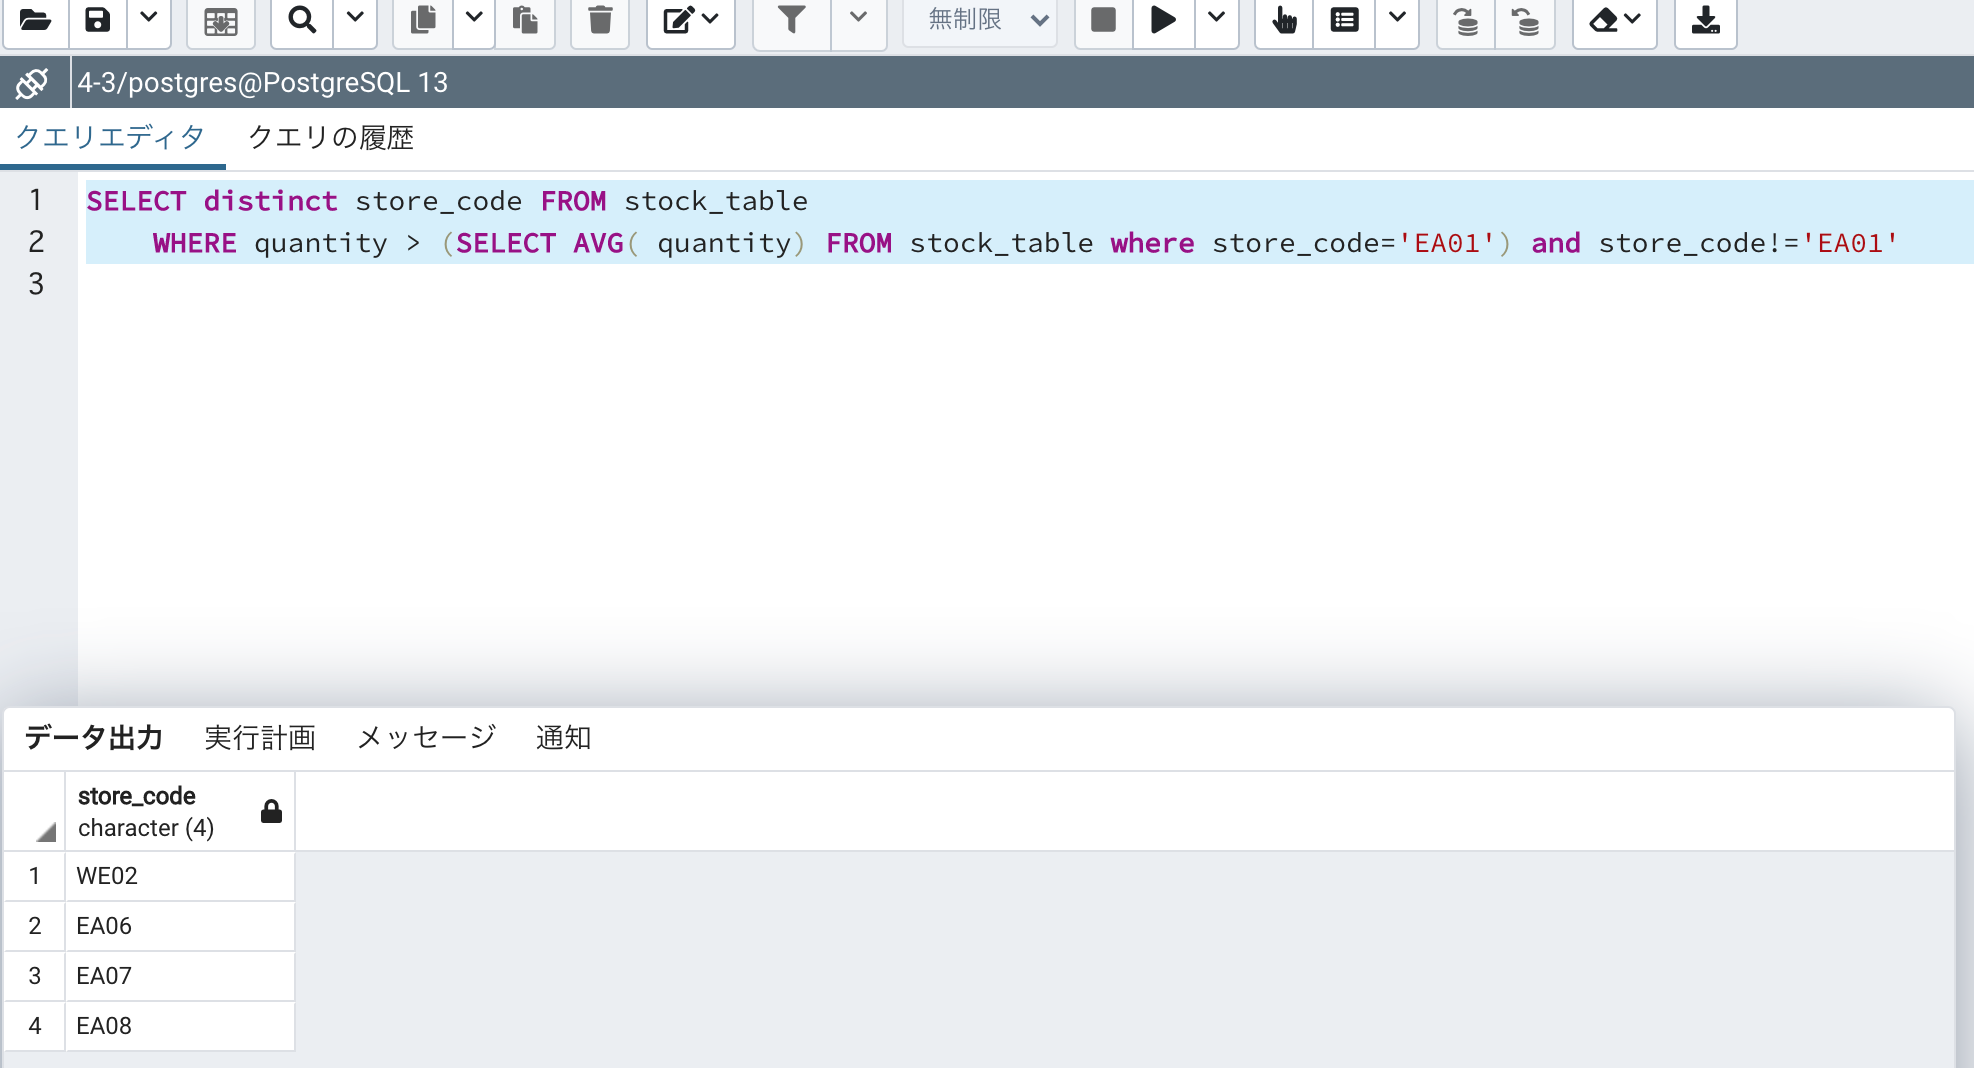 無制限
4-3/postgres@PostgreSQL 13
クエリエディタ クエリの履歴
1 SELECT distinct store_code FROM stock_table
2 WHERE quantity > (SELECT AVG( quantity) FROM stock_table where store_code='EA01') and store_code!='EA01'
3
データ出力 実行計画 メッセージ 通知
store_code
character (4)
1 WE02
2 EA06
3 EA07
4 EA08